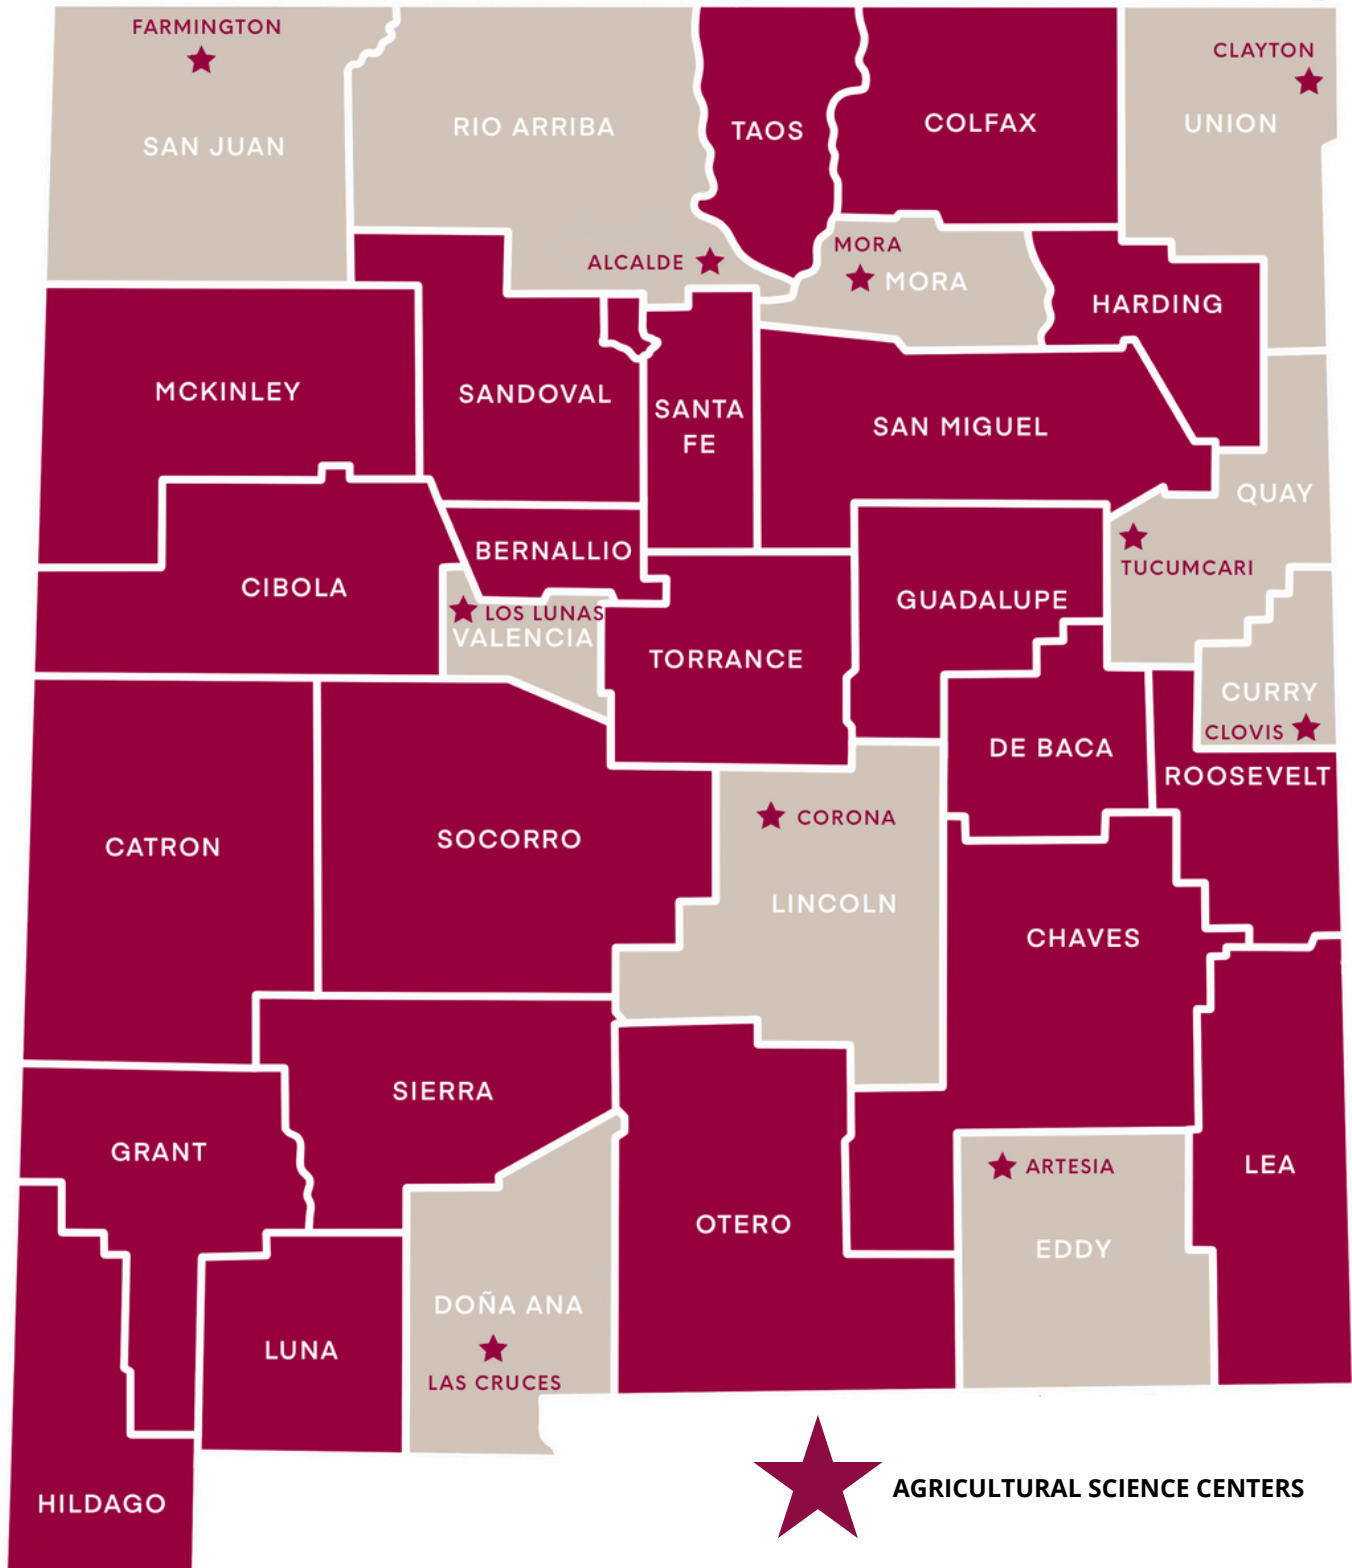 FARMINGTON
CLAYTON
SAN JUAN
RIO ARRIBA
TAOS
COLFAX
UNION
ALCALDE
MORA
MORA
HARDING
MCKINLEY
SANDOVAL
SANTA
FE
SAN MIGUEL
QUAY
TUCUMCARI
BERNALLIO
CIBOLA
LOS LUNAS
VALENCIA
GUADALUPE
TORRANCE
CURRY
CLOVIS
DE BACA
ROOSEVELT
CATRON
SOCORRO
CORONA
LINCOLN
CHAVES
SIERRA
GRANT
ARTESIA
LEA
OTERO
EDDY
DOÑA ANA
LUNA
LAS CRUCES
HILDAGO
AGRICULTURAL SCIENCE CENTERS